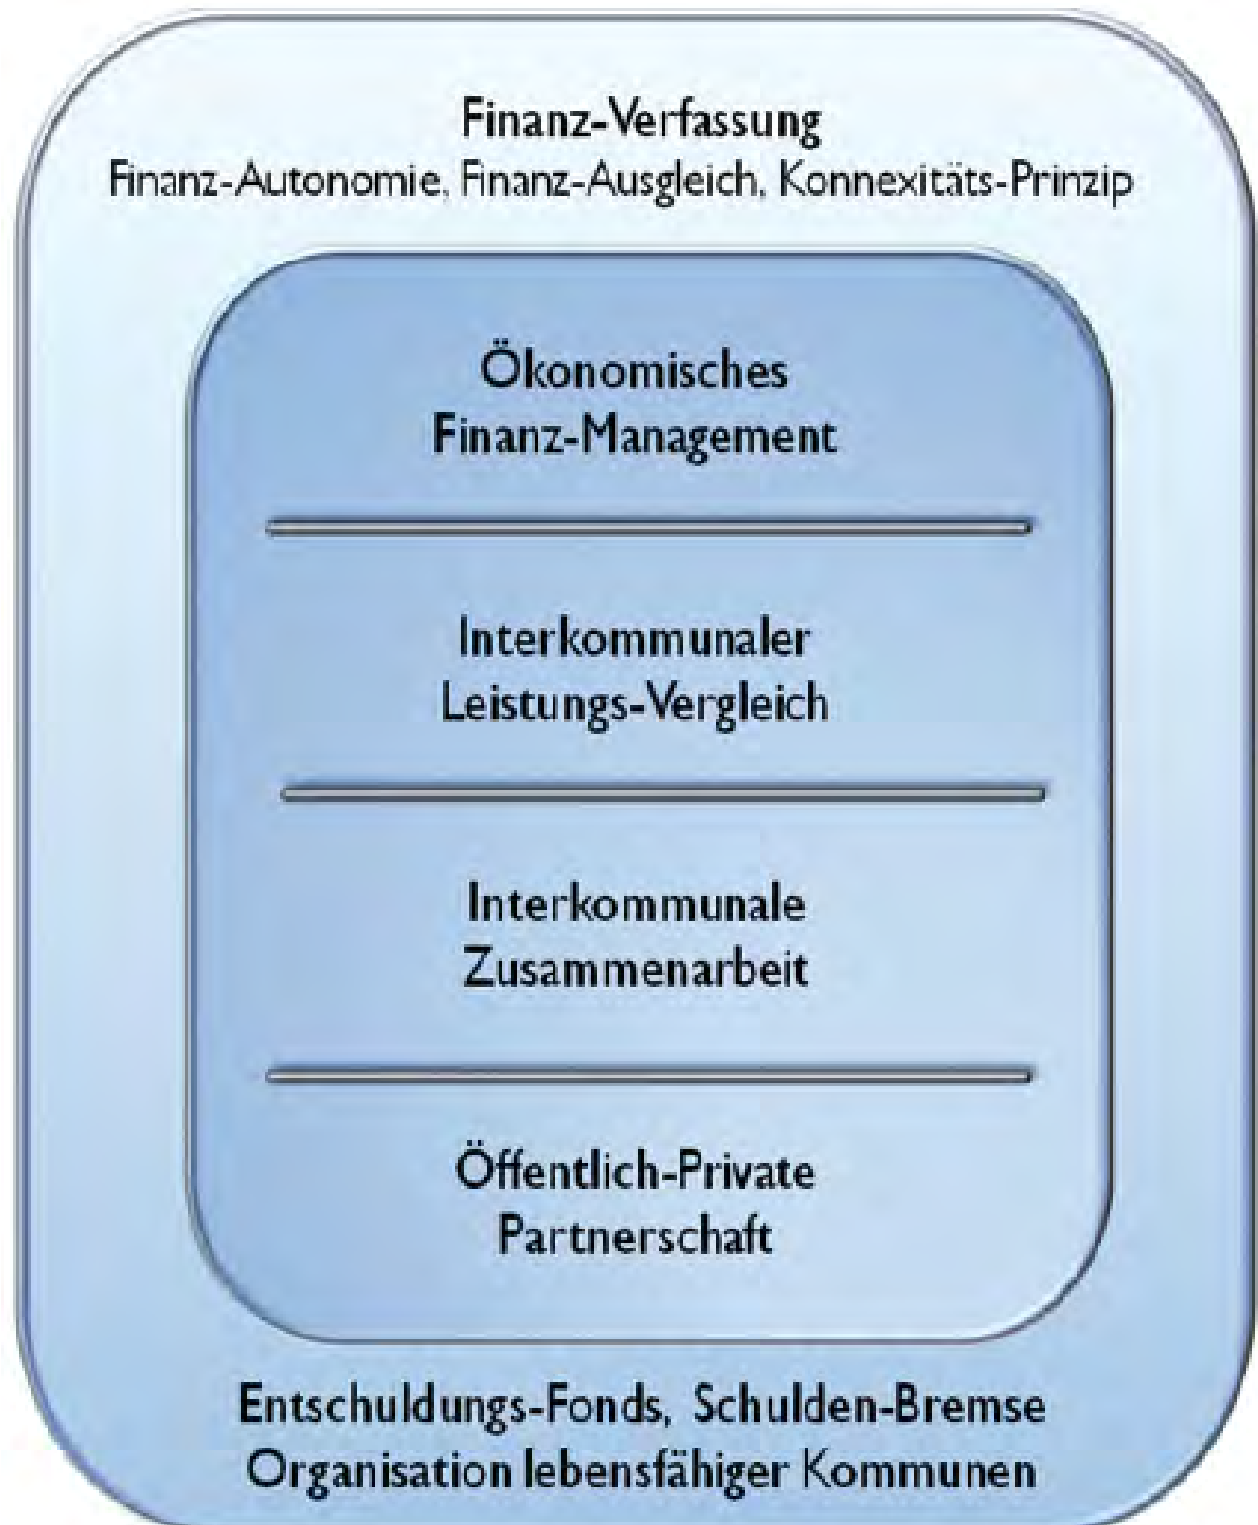 Finanz-Verfassung
Finanz-Autonomie, Finanz-Ausgleich, Konnexitäts-Prinzip
Ökonomisches
Finanz-Management
Interkommunaler
Leistungs-Vergleich
Interkommunale
Zusammenarbeit
Öffentlich-Private
Partnerschaft
Entschuldungs-Fonds, Schulden-Bremse
Organisation lebensfähiger Kommunen